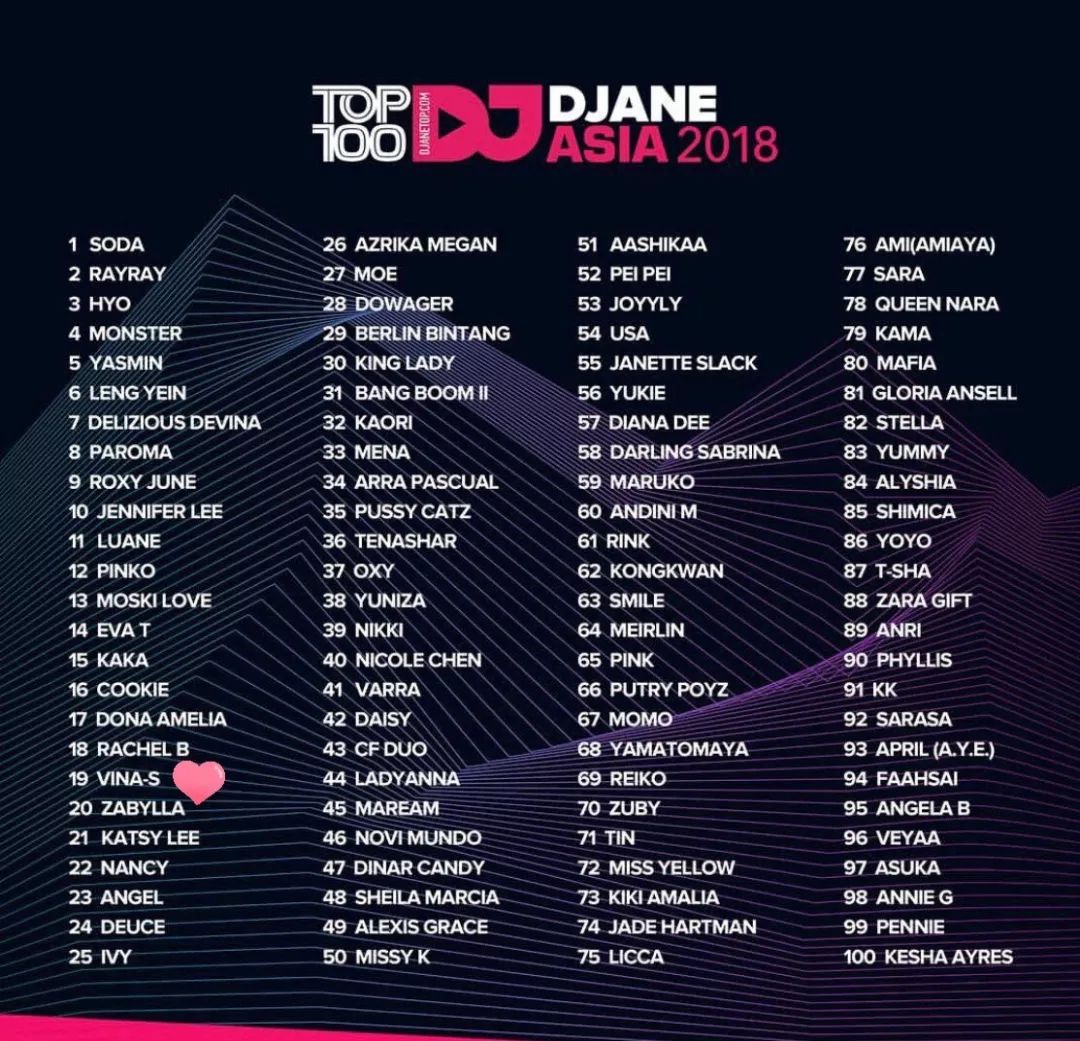 TOP
100
DJANETOP.COM
DJ
DJANE
ASIA 2018
1 SODA
2 RAYRAY
3 HYO
4 MONSTER
5 YASMIN
6 LENG YEIN
7 DELIZIOUS DEVINA
8 PAROMA
9 ROXY JUNE
10 JENNIFER LEE
11 LUANE
12 PINKO
13 MOSKI LOVE
14 EVA T
15 KAKA
16 COOKIE
17 DONA AMELIA
18 RACHEL B
19 VINA-S
20 ZABYLLA
21 KATSY LEE
22 NANCY
23 ANGEL
24 DEUCE
25 IVY
26 AZRIKA MEGAN
27 MOE
28 DOWAGER
29 BERLIN BINTANG
30 KING LADY
31 BANG BOOM II
32 KAORI
33 MENA
34 ARRA PASCUAL
35 PUSSY CATZ
36 TENASHAR
37 OXY
38 YUNIZA
39 NIKKI
40 NICOLE CHEN
41 VARRA
42 DAISY
43 CF DUO
44 LADYANNA
45 MAREAM
46 NOVI MUNDO
47 DINAR CANDY
48 SHEILA MARCIA
49 ALEXIS GRACE
50 MISSY K
51 AASHIKAA
52 PEI PEI
53 JOYYLY
54 USA
55 JANETTE SLACK
56 YUKIE
57 DIANA DEE
58 DARLING SABRINA
59 MARUKO
60 ANDINI M
61 RINK
62 KONGKWAN
63 SMILE
64 MEIRLIN
65 PINK
66 PUTRY POYZ
67 MOMO
68 YAMATOMAYA
69 REIKO
70 ZUBY
71 TIN
72 MISS YELLOW
73 KIKI AMALIA
74 JADE HARTMAN
75 LICCA
76 AMI(AMIAYA)
77 SARA
78 QUEEN NARA
79 KAMA
80 MAFIA
81 GLORIA ANSELL
82 STELLA
83 YUMMY
84 ALYSHIA
85 SHIMICA
86 YOYO
87 T-SHA
88 ZARA GIFT
89 ANRI
90 PHYLLIS
91 KK
92 SARASA
93 APRIL (A.Y.E.)
94 FAAHSAI
95 ANGELA B
96 VEYAA
97 ASUKA
98 ANNIE G
99 PENNIE
100 KESHA AYRES